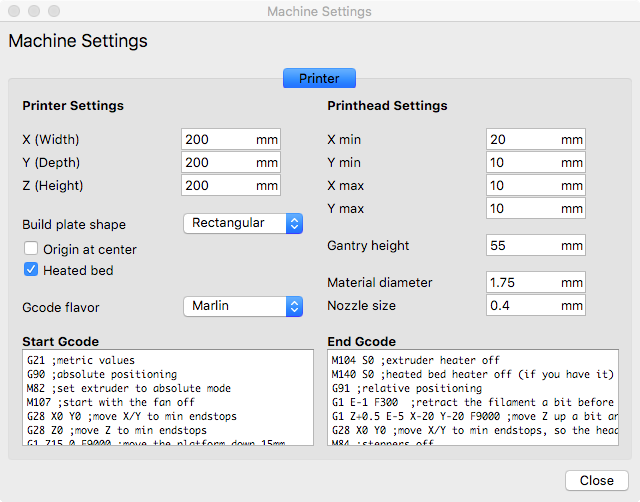 Machine Settings
Machine Settings
Printer
Printer Settings
X (Width) 200 mm
Y (Depth) 200 mm
Z (Height) 200 mm
Build plate shape Rectangular
Origin at center
Heated bed
Gcode flavor Marlin
Printhead Settings
X min 20 mm
Y min 10 mm
X max 10 mm
Y max 10 mm
Gantry height 55 mm
Material diameter 1.75 mm
Nozzle size 0.4 mm
Start Gcode
G21 ;metric values
G90 ;absolute positioning
M82 ;set extruder to absolute mode
M107 ;start with the fan off
G28 X0 Y0 ;move X/Y to min endstops
G28 Z0 ;move Z to min endstops
G1 Z15.0 F9000 ;move the platform down 15mm
End Gcode
M104 S0 ;extruder heater off
M140 S0 ;heated bed heater off (if you have it)
G91 ;relative positioning
G1 E-1 F300 ;retract the filament a bit before
G1 Z+0.5 E-5 X-20 Y-20 F9000 ;move Z up a bit an
G28 X0 Y0 ;move X/Y to min endstops, so the head
M84 ;steppers off
Close